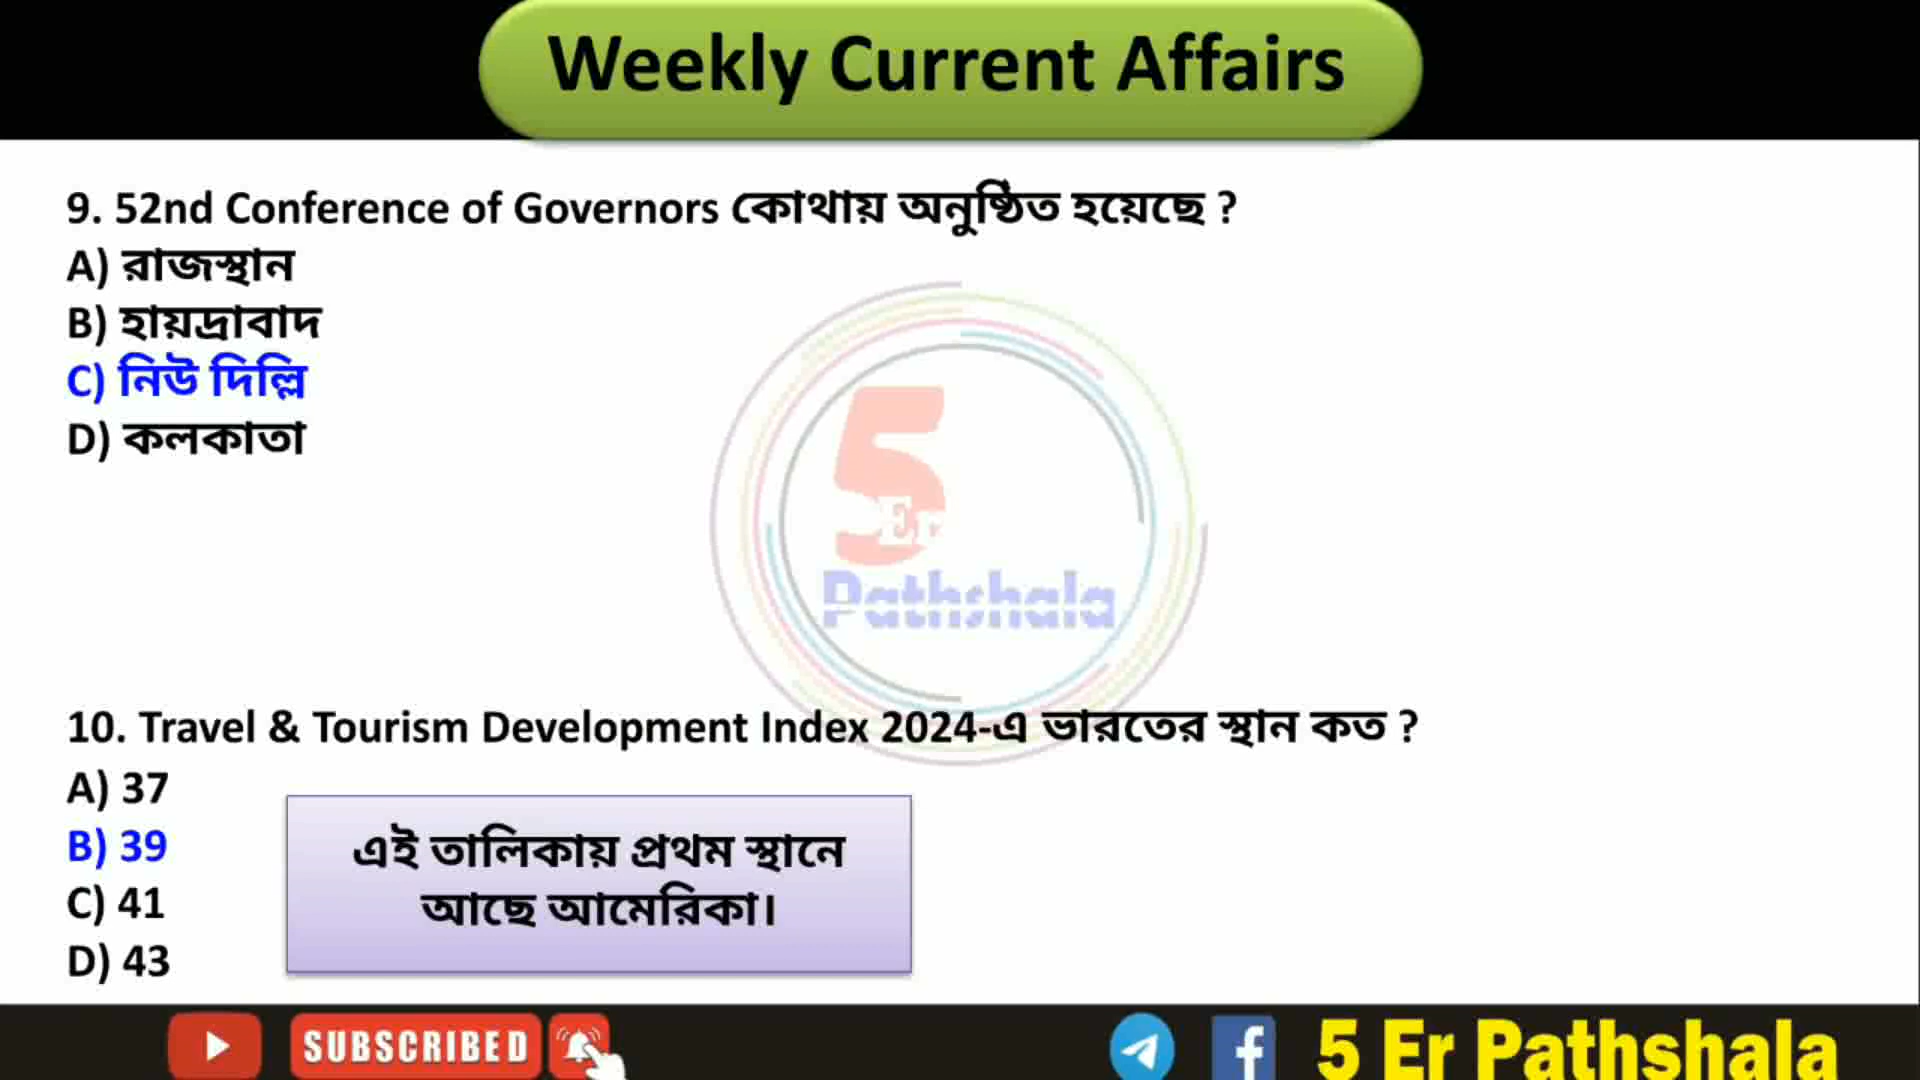 Weekly Current Affairs
9. 52nd Conference of Governors কোথায় অনুষ্ঠিত হয়েছে ?
A) রাজস্থান
B) হায়দ্রাবাদ
C) নিউ দিল্লি
D) কলকাতা
5
Er
Pathshala
10. Travel & Tourism Development Index 2024-এ ভারতের স্থান কত ?
A) 37
B) 39
C) 41
D) 43
এই তালিকায় প্রথম স্থানে
আছে আমেরিকা।
SUBSCRIBED
5 Er Pathshala